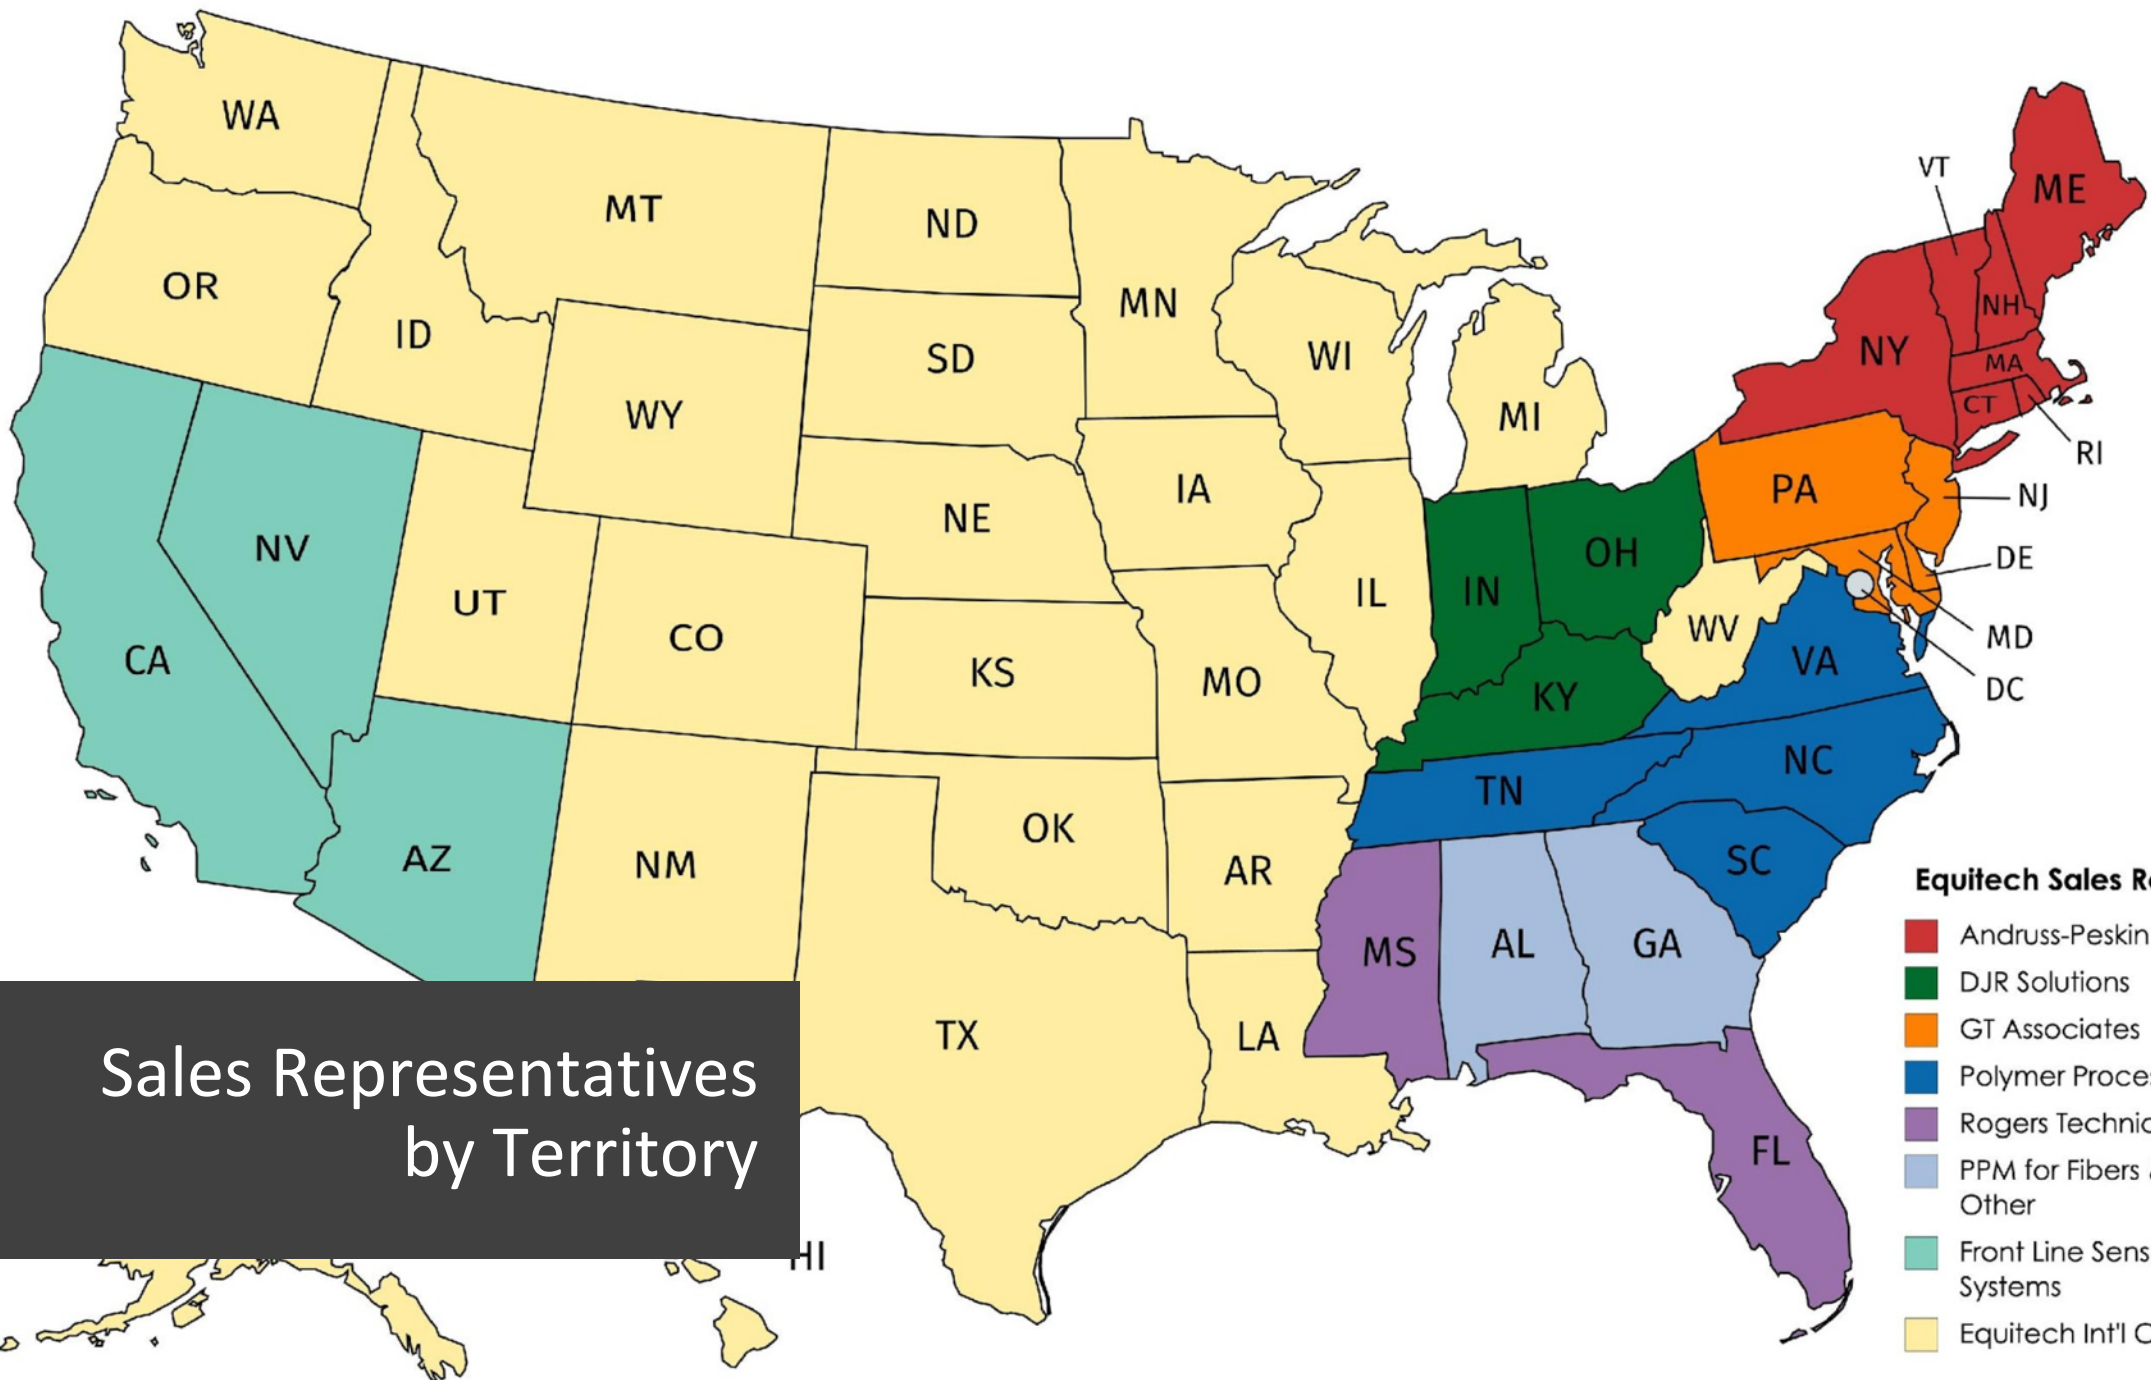 WA
MT
ND
MN
VT
ME
OR
ID
SD
WI
NH
NY
MA
WY
MI
CT
RI
IA
PA
NJ
NE
NV
UT
CO
IL
IN
OH
DE
WV
MD
CA
KS
MO
KY
VA
DC
NC
TN
OK
AZ
NM
AR
SC
MS
AL
GA
TX
LA
FL
HI
Sales Representatives
by Territory
Equitech Sales
Andruss-Peskin
DJR Solutions
GT Associates
Polymer
Rogers
PPM for Fibers
Other
Front Line
Systems
Equitech Int'l